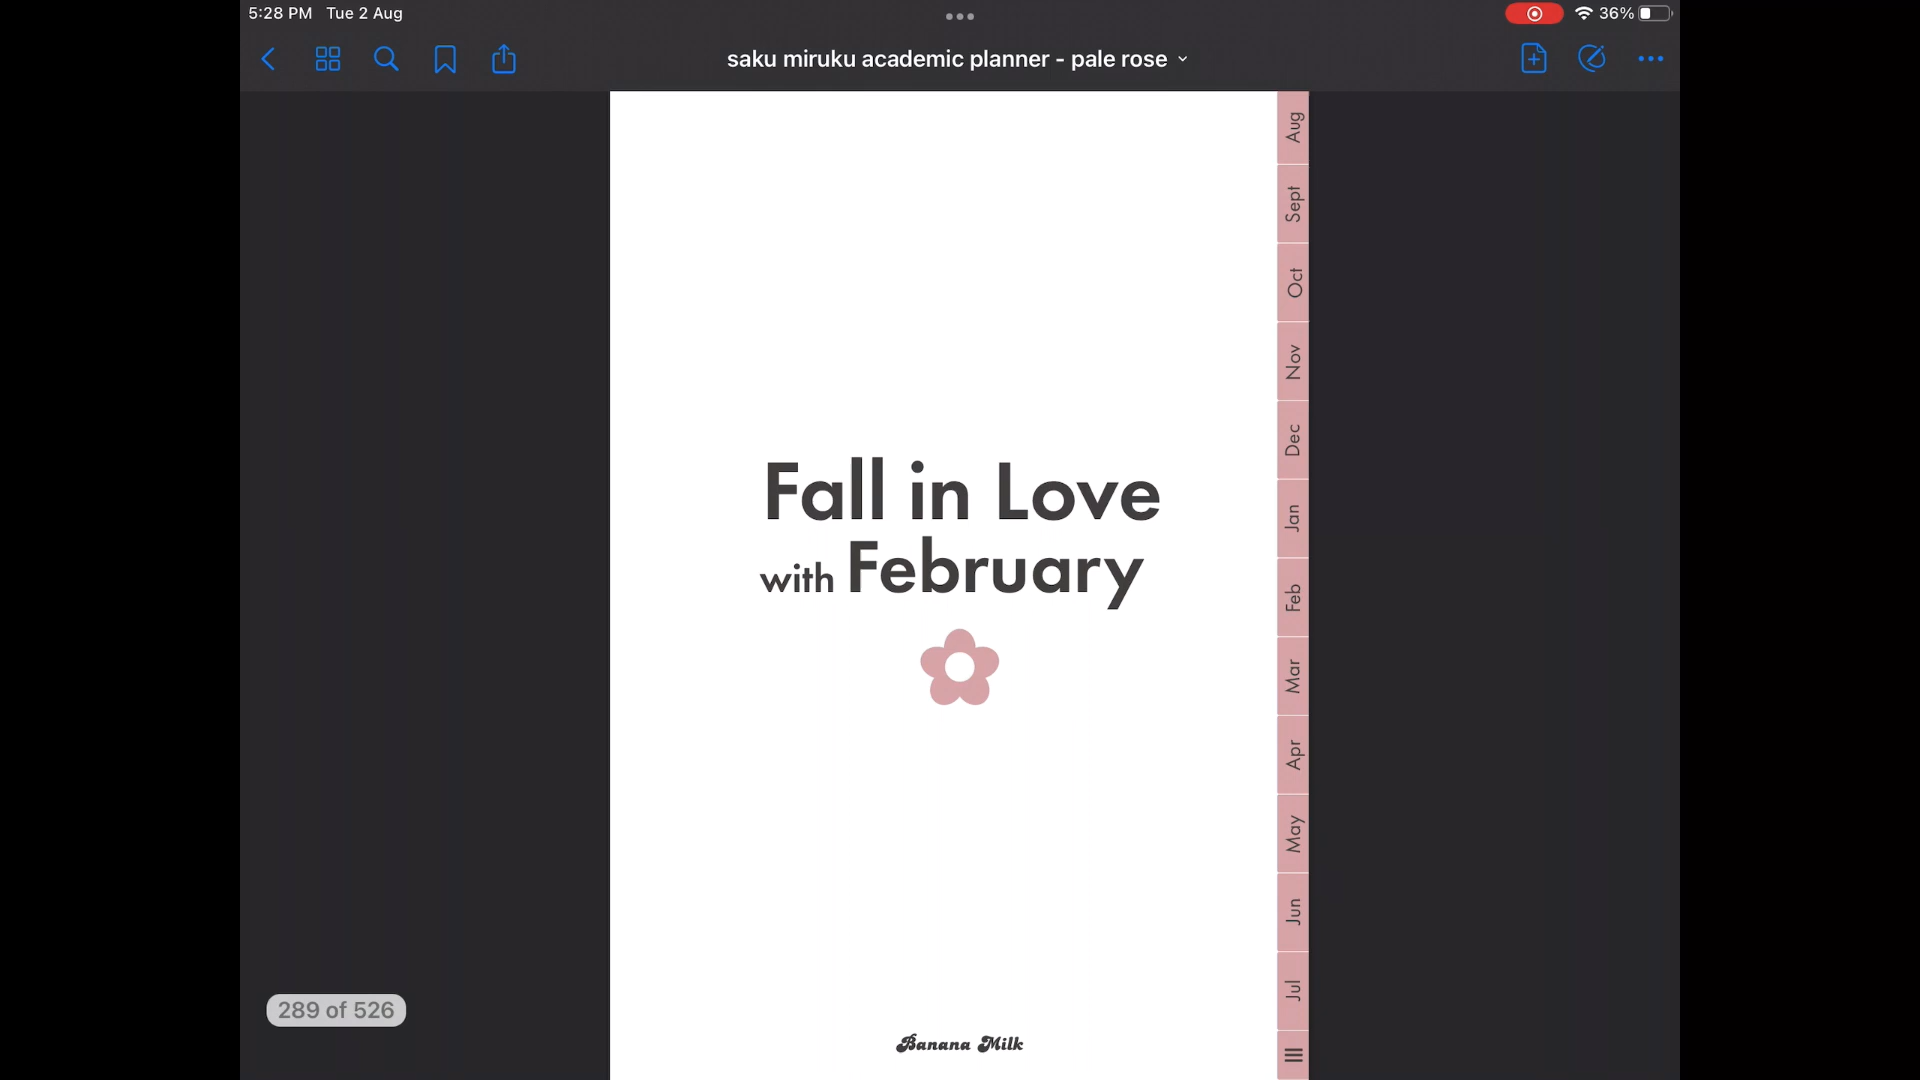 5:28 PM Tue 2 Aug
36%
saku miruku academic planner - pale rose
Aug
Sept
Oct
Nov
Dec
Jan
Feb
Mar
Apr
May
Jun
Jul
Fall in Love
with February
289 of 526
Banana Milk